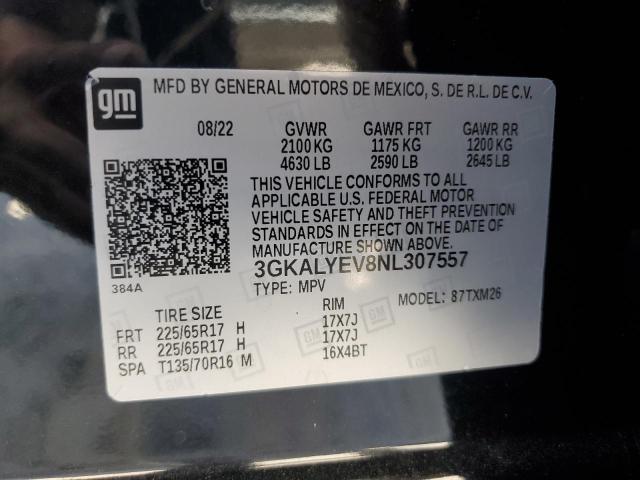 gm
MFD BY GENERAL MOTORS DE MEXICO, S. DE R.L. DE C.V.
08/22 GVWR GAWR FRT GAWR RR
2100 KG 1175 KG 1200 KG
4630 LB 2590 LB 2645 LB
THIS VEHICLE CONFORMS TO ALL
APPLICABLE U.S. FEDERAL MOTOR
VEHICLE SAFETY AND THEFT PREVENTION
STANDARDS IN EFFECT ON THE DATE OF
MANUFACTURE SHOWN ABOVE.
3GKALYEV8NL307557
384A
TYPE: MPV MODEL: 87TXM26
TIRE SIZE RIM
FRT 225/65R17 H 17X7J
RR 225/65R17 H 17X7J
SPA T135/70R16 M 16X4BT